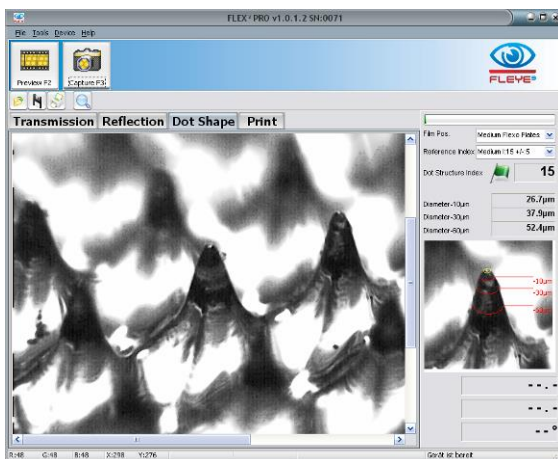 FLEX³PRO v1.0.1.2 SN:0071
File Tools Device Help
Preview F2
Capture F3
FLEYE®
Transmission
Reflection
Dot Shape
Print
Film Pos. Medium Flexo Plates
Reference Index Medium I:15 +/- 5
Dot Structure Index 15
Diameter-10µm 26.7µm
Diameter-30µm 37.9µm
Diameter-60µm 52.4µm
-10µm
-30µm
-60µm
--.-
--.-
--°
R:48 G:48 B:48 X:298 Y:276 Gerät ist bereit